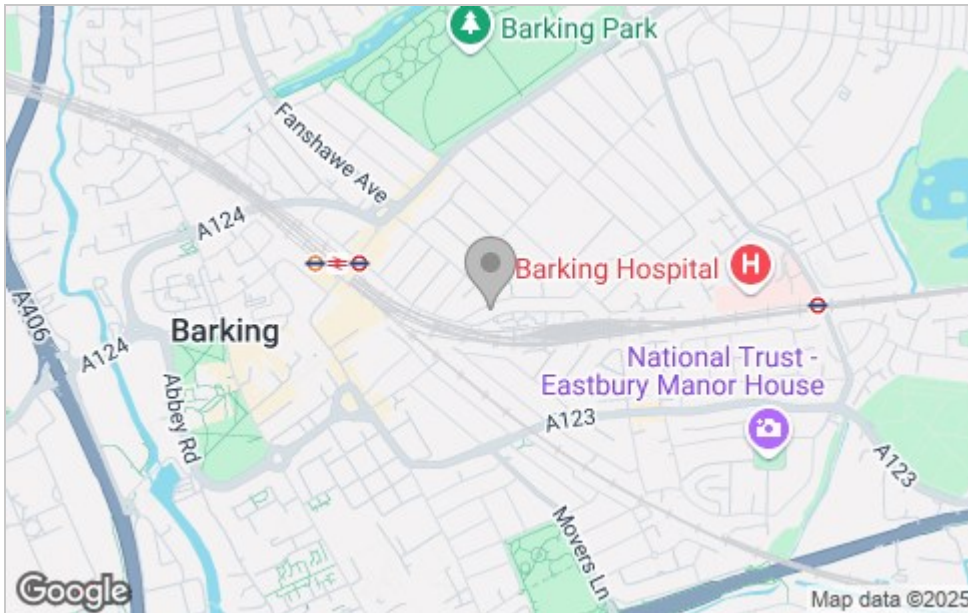 Barking Park
Fanshawe Ave
A124
H
Barking Hospital
A406
Barking
A124
National Trust -
Eastbury Manor House
Abbey Rd
A123
A123
Movers Ln
Google
Map data ©2025